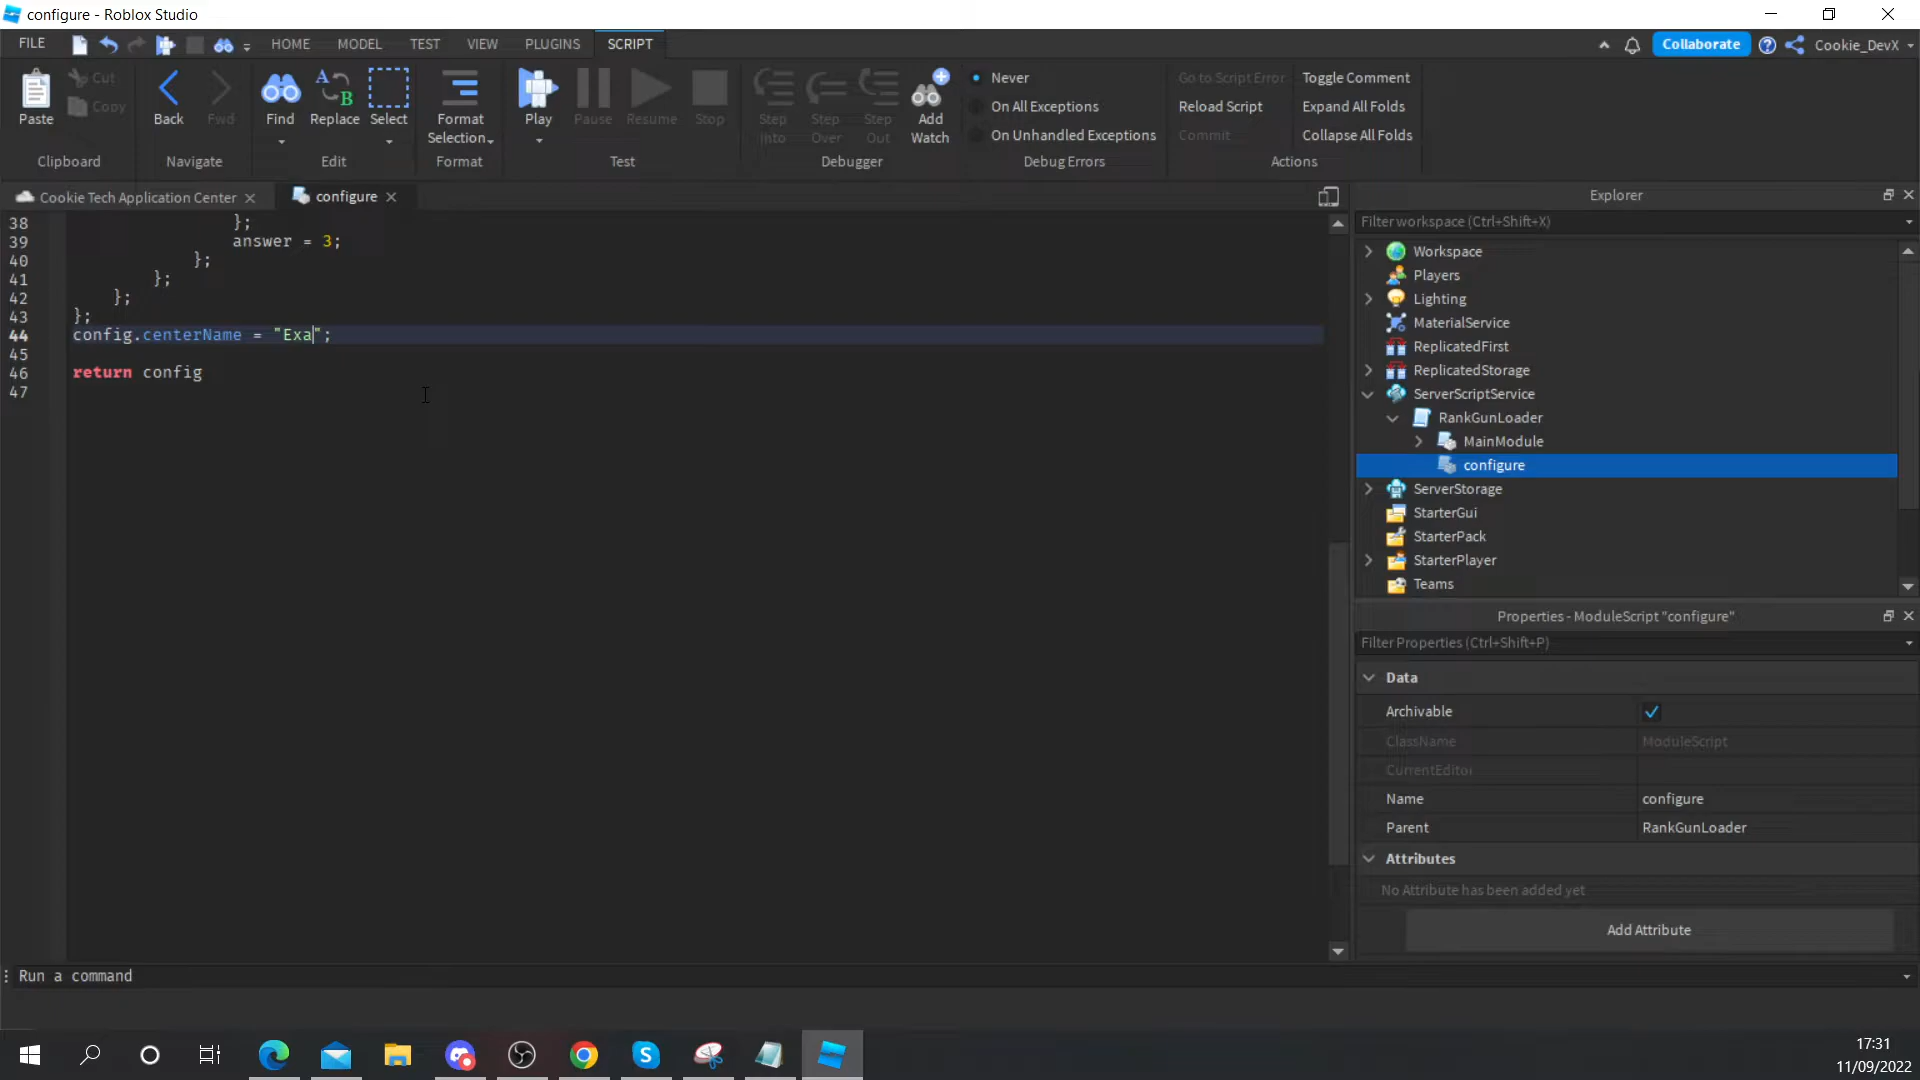 configure - Roblox Studio
FILE HOME MODEL TEST VIEW PLUGINS SCRIPT Collaborate Cookie_DevX
Paste Cut Copy Clipboard
Back Fwd Navigate
Find Replace Select Edit
Format Selection Format
Play Pause Resume Stop Test
Step Into Step Over Step Out Add Watch Debugger
Never
On All Exceptions
On Unhandled Exceptions
Debug Errors
Go to Script Error Toggle Comment
Reload Script Expand All Folds
Commit Collapse All Folds
Actions
Cookie Tech Application Center configure
38 };
39 answer = 3;
40 };
41 };
42 };
43 };
44 config.centerName = "Exa";
45
46 return config
47
Explorer
Filter workspace (Ctrl+Shift+X)
Workspace
Players
Lighting
MaterialService
ReplicatedFirst
ReplicatedStorage
ServerScriptService
RankGunLoader
MainModule
configure
ServerStorage
StarterGui
StarterPack
StarterPlayer
Teams
Properties - ModuleScript "configure"
Filter Properties (Ctrl+Shift+P)
Data
Archivable
ClassName ModuleScript
CurrentEditor
Name configure
Parent RankGunLoader
Attributes
No Attribute has been added yet
Add Attribute
Run a command
17:31
11/09/2022